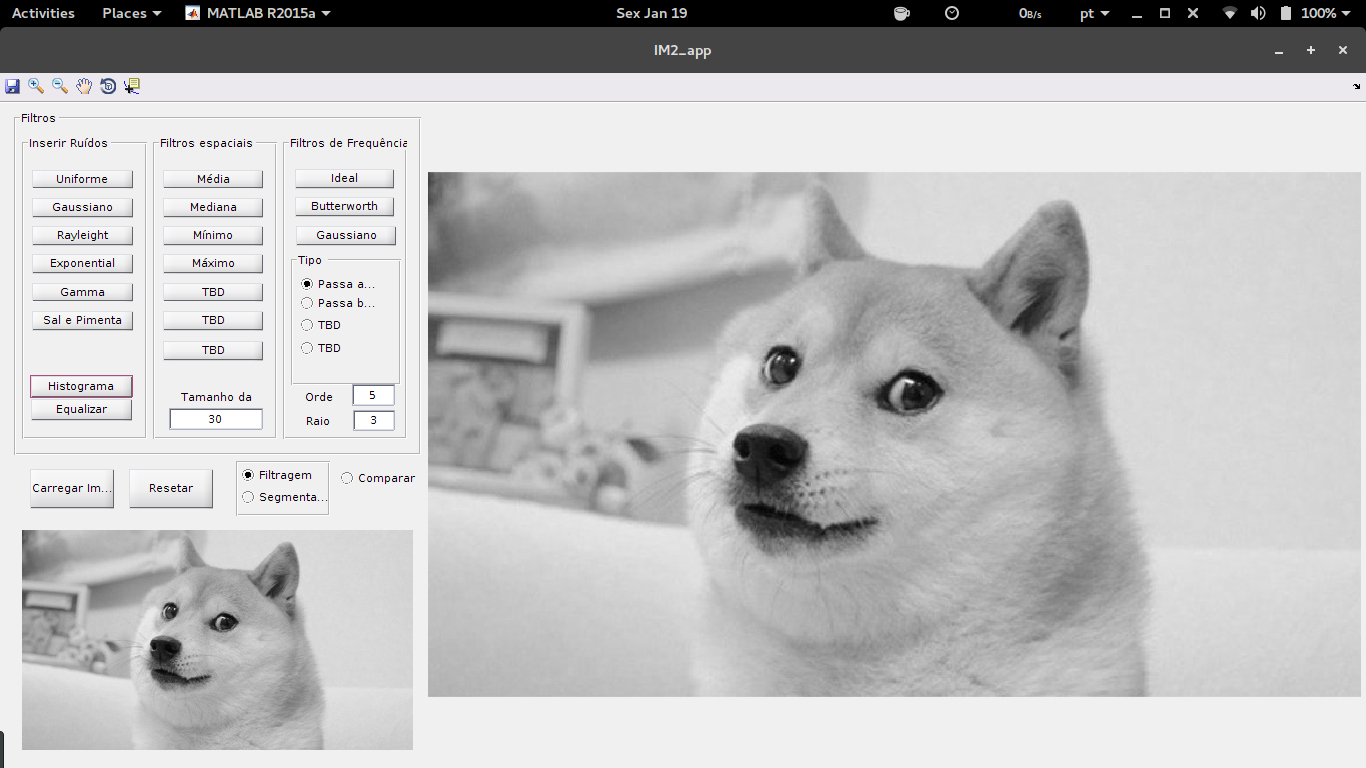 Activities Places MATLAB R2015a Sex Jan 19 0B/s pt 100%
IM2_app
Filtros
Inserir Ruídos
Uniforme
Gaussiano
Rayleight
Exponential
Gamma
Sal e Pimenta
Histograma
Equalizar
Filtros espaciais
Média
Mediana
Mínimo
Máximo
TBD
TBD
TBD
Tamanho da
30
Filtros de Frequência
Ideal
Butterworth
Gaussiano
Tipo
Passa a...
Passa b...
TBD
TBD
Orde 5
Raio 3
Carregar Im...
Resetar
Filtragem
Segmenta...
Comparar